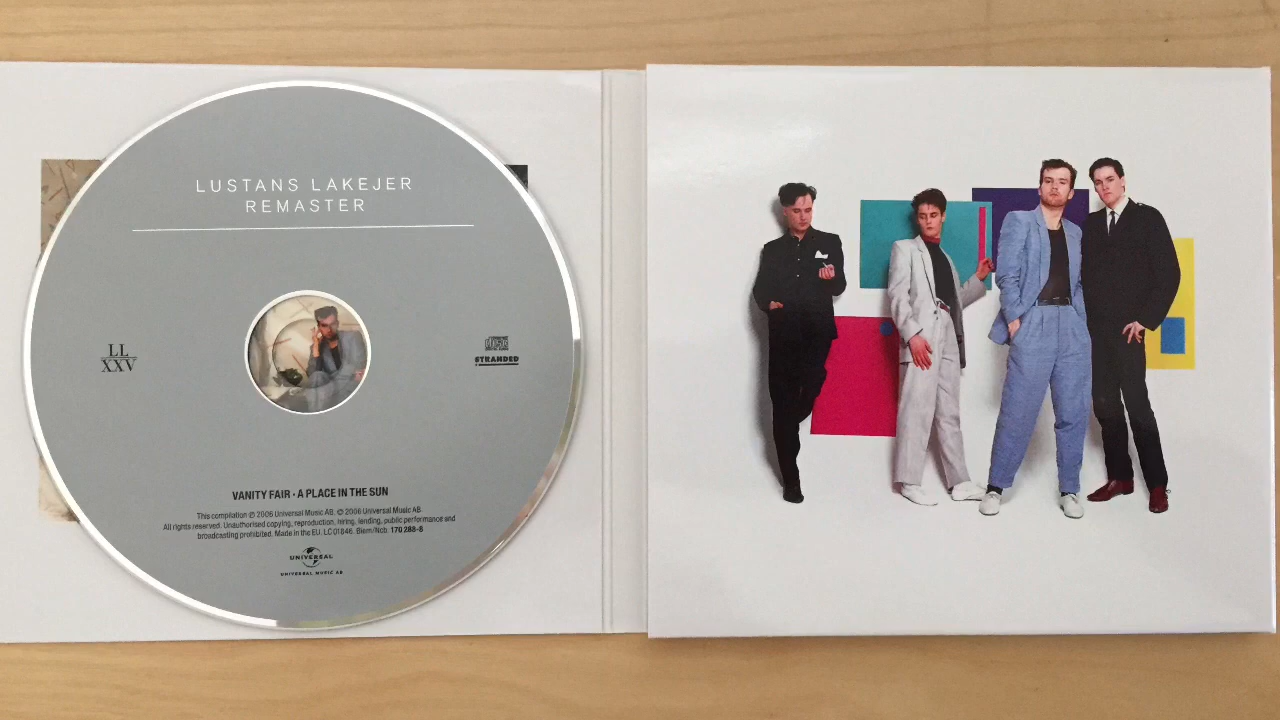 LUSTANS LAKEJER
REMASTER
LL
XXV
STRANDED
VANITY FAIR · A PLACE IN THE SUN
This compilation ℗ 2006 Universal Music AB. © 2006 Universal Music AB
All rights reserved. Unauthorised copying, reproduction, hiring, lending, public performance and
broadcasting prohibited. Made in the EU. LC 01846. Biem/Ncb. 170 288-8
UNIVERSAL
UNIVERSAL MUSIC AB